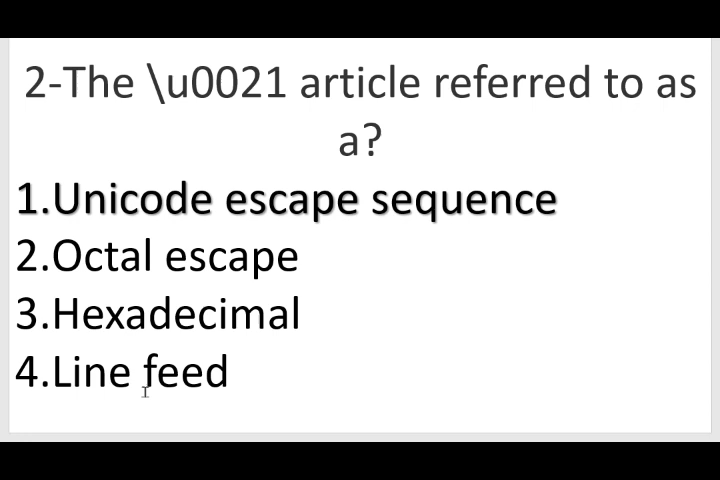 2-The \u0021 article referred to as
a?
1.Unicode escape sequence
2.Octal escape
3.Hexadecimal
4.Line feed